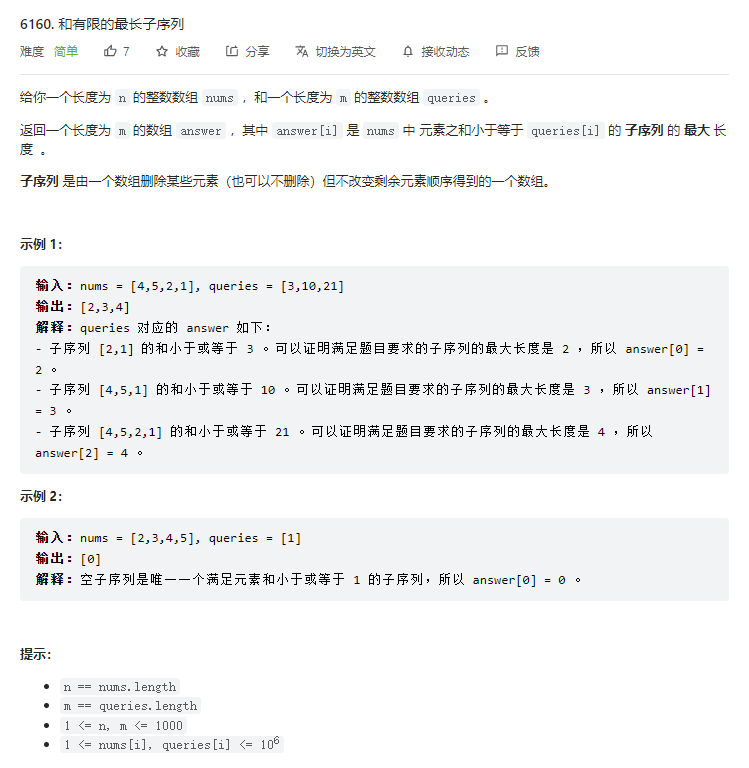 6160. 和有限的最长子序列
难度 简单 7 收藏 分享 切换为英文 接收动态 反馈
给你一个长度为 n 的整数数组 nums ，和一个长度为 m 的整数数组 queries 。
返回一个长度为 m 的数组 answer ，其中 answer[i] 是 nums 中 元素之和小于等于 queries[i] 的 子序列 的 最大 长
度 。
子序列 是由一个数组删除某些元素（也可以不删除）但不改变剩余元素顺序得到的一个数组。
示例 1：
输入：nums = [4,5,2,1], queries = [3,10,21]
输出：[2,3,4]
解释：queries 对应的 answer 如下：
- 子序列 [2,1] 的和小于或等于 3 。可以证明满足题目要求的子序列的最大长度是 2 ，所以 answer[0] =
2 。
- 子序列 [4,5,1] 的和小于或等于 10 。可以证明满足题目要求的子序列的最大长度是 3 ，所以 answer[1]
= 3 。
- 子序列 [4,5,2,1] 的和小于或等于 21 。可以证明满足题目要求的子序列的最大长度是 4 ，所以
answer[2] = 4 。
示例 2：
输入：nums = [2,3,4,5], queries = [1]
输出：[0]
解释：空子序列是唯一一个满足元素和小于或等于 1 的子序列，所以 answer[0] = 0 。
提示：
n == nums.length
m == queries.length
1 <= n, m <= 1000
1 <= nums[i], queries[i] <= 10⁶